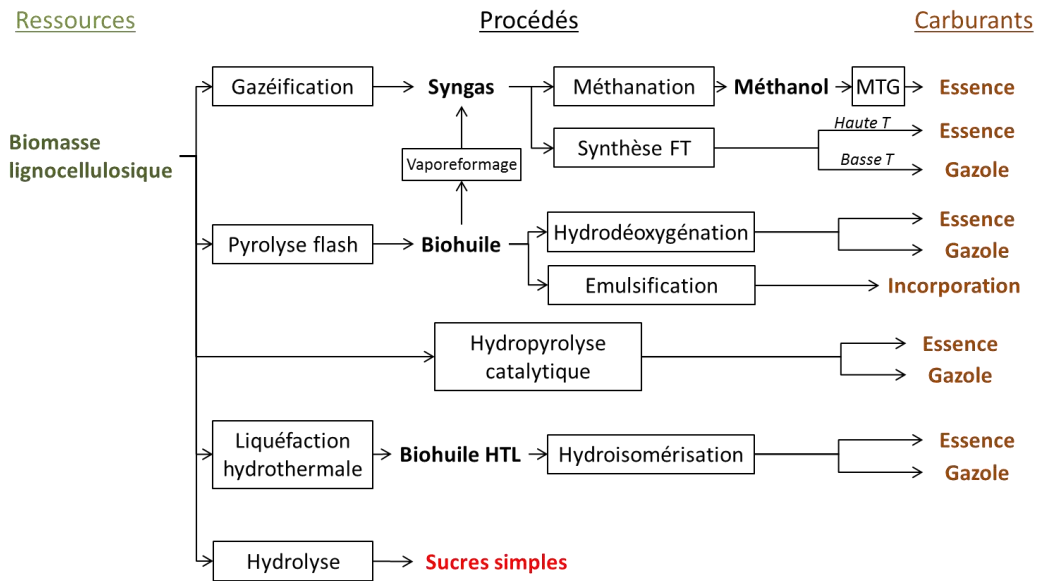 Ressources
Procédés
Carburants
Gazéification
Syngas
Méthanation
Méthanol
MTG
Essence
Biomasse
lignocellulosique
Vaporeformage
Synthèse FT
Haute T
Essence
Basse T
Gazole
Pyrolyse flash
Biohuile
Hydrodéoxygénation
Essence
Gazole
Emulsification
Incorporation
Hydropyrolyse
catalytique
Essence
Gazole
Liquéfaction
hydrothermale
Biohuile HTL
Hydroisomérisation
Essence
Gazole
Hydrolyse
Sucres simples